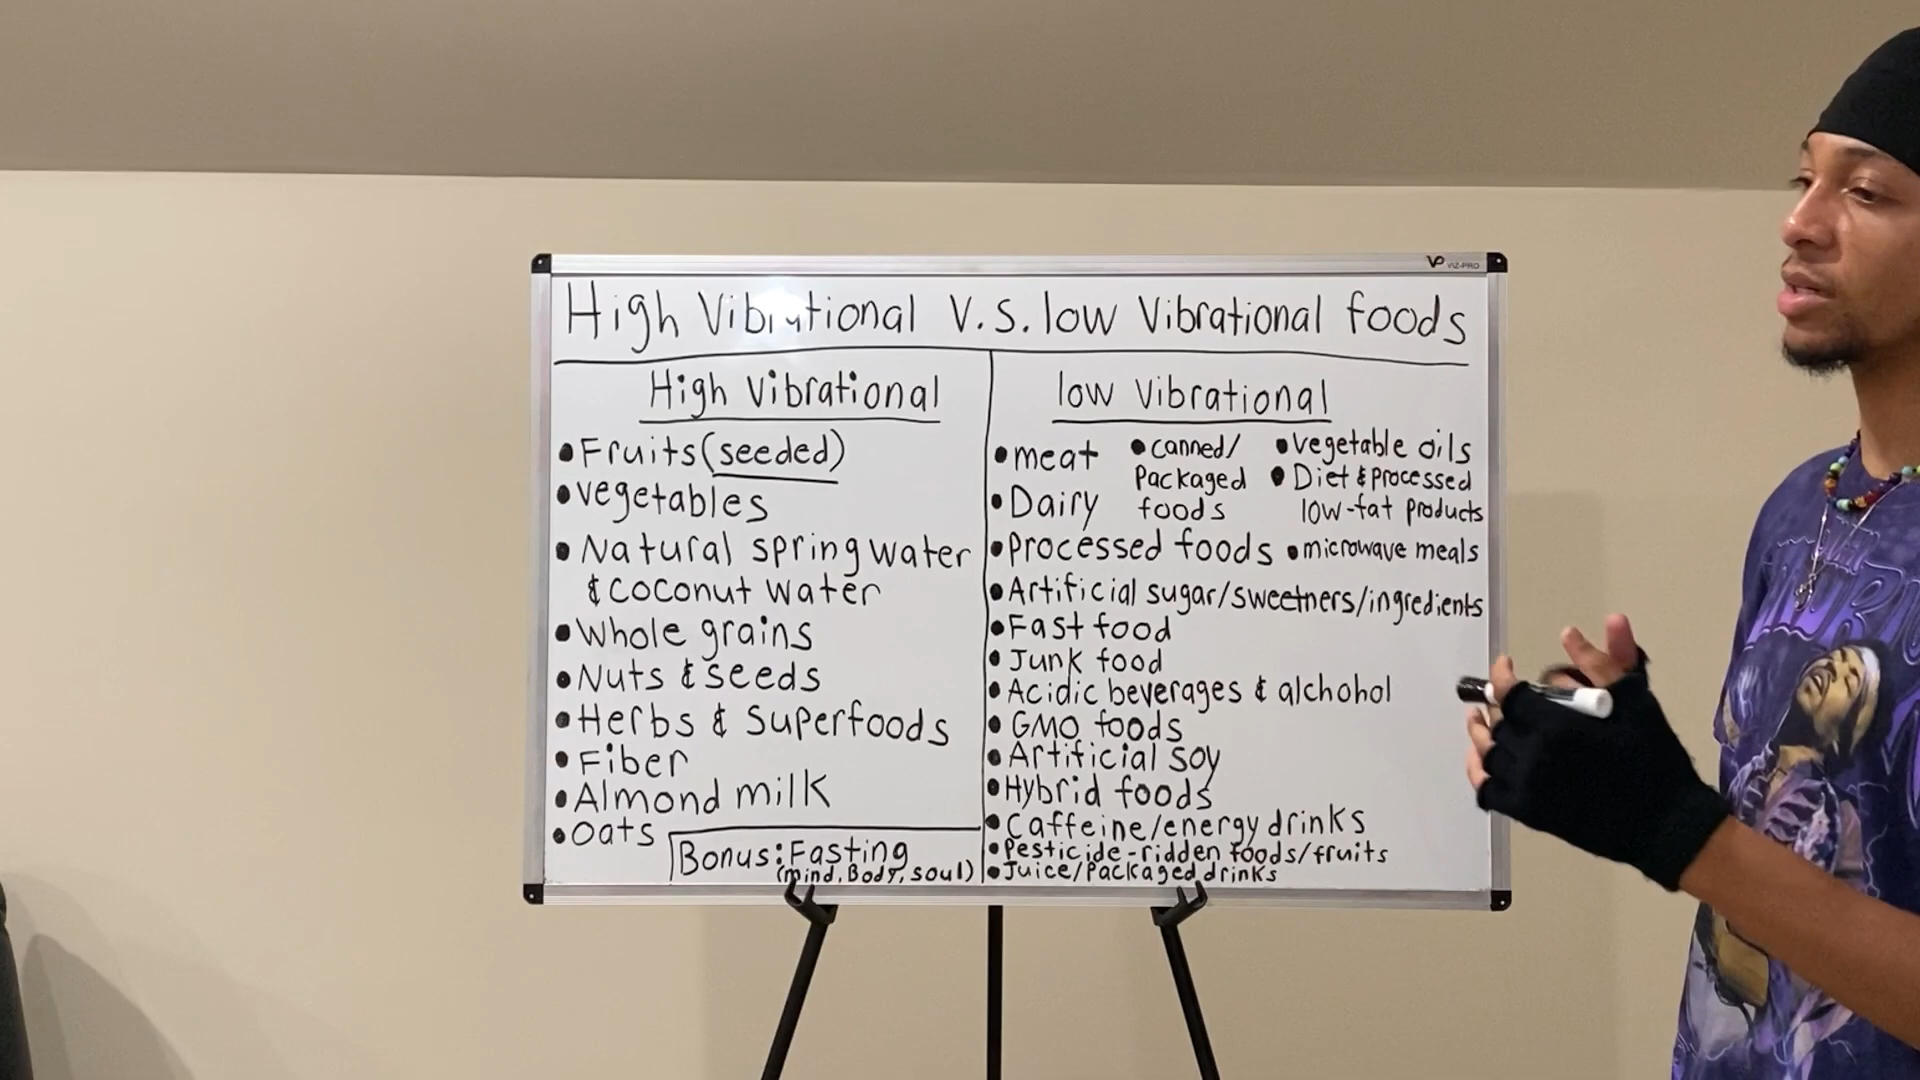 VP VIZ-PRO
High Vibrational V.S. low Vibrational foods
High Vibrational
• Fruits (seeded)
• vegetables
• Natural spring water
& coconut water
• Whole grains
• Nuts & seeds
• Herbs & Superfoods
• Fiber
• Almond milk
• Oats
Bonus: Fasting
(mind, Body, soul)
low Vibrational
• meat
• Dairy
• canned/
Packaged
foods
• vegetable oils
• Diet & processed
low-fat products
• processed foods • microwave meals
• Artificial sugar/sweetners/ingredients
• Fast food
• Junk food
• Acidic beverages & alchohol
• GMO foods
• Artificial soy
• Hybrid foods
• Caffeine/energy drinks
• Pesticide-ridden foods/fruits
• Juice/Packaged drinks